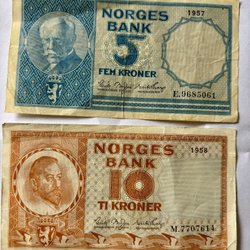 NORGES
BANK
1957
5
FEM KRONER
E.9685061
NORGES
BANK
1958
10
TI KRONER
M.7707614